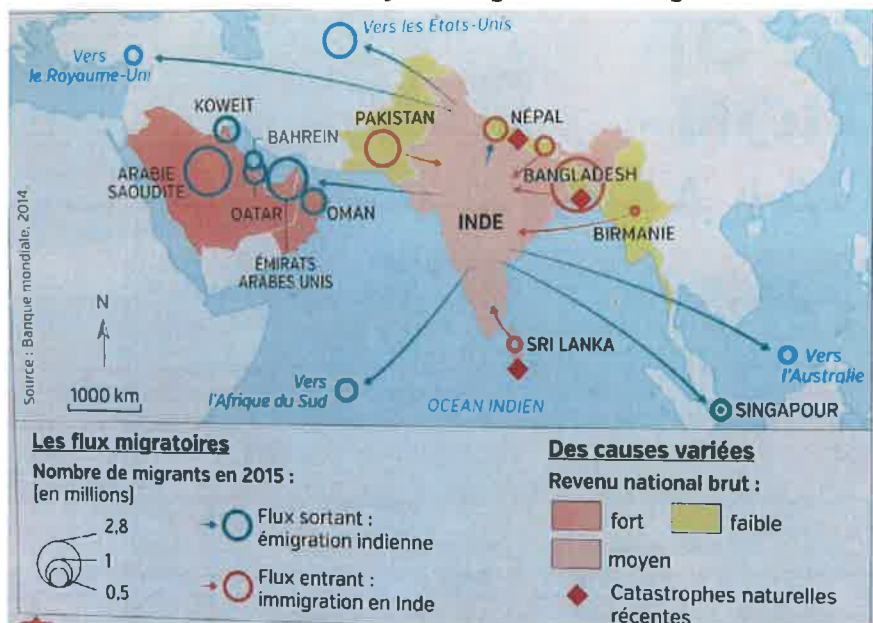 Vers les Etats-Unis
Vers
le Royaume-Uni
KOWEIT
BAHREIN
PAKISTAN
NÉPAL
ARABIE
SAOUDITE
BANGLADESH
QATAR
OMAN
INDE
BIRMANIE
ÉMIRATS
ARABES UNIS
Source : Banque mondiale, 2014.
N
1000 km
SRI LANKA
Vers
l'Afrique du Sud
Vers
l'Australie
OCEAN INDIEN
SINGAPOUR
Les flux migratoires
Nombre de migrants en 2015 :
(en millions)
2,8
1
0,5
Flux sortant :
émigration indienne
Flux entrant :
immigration en Inde
Des causes variées
Revenu national brut :
fort
faible
moyen
Catastrophes naturelles
récentes